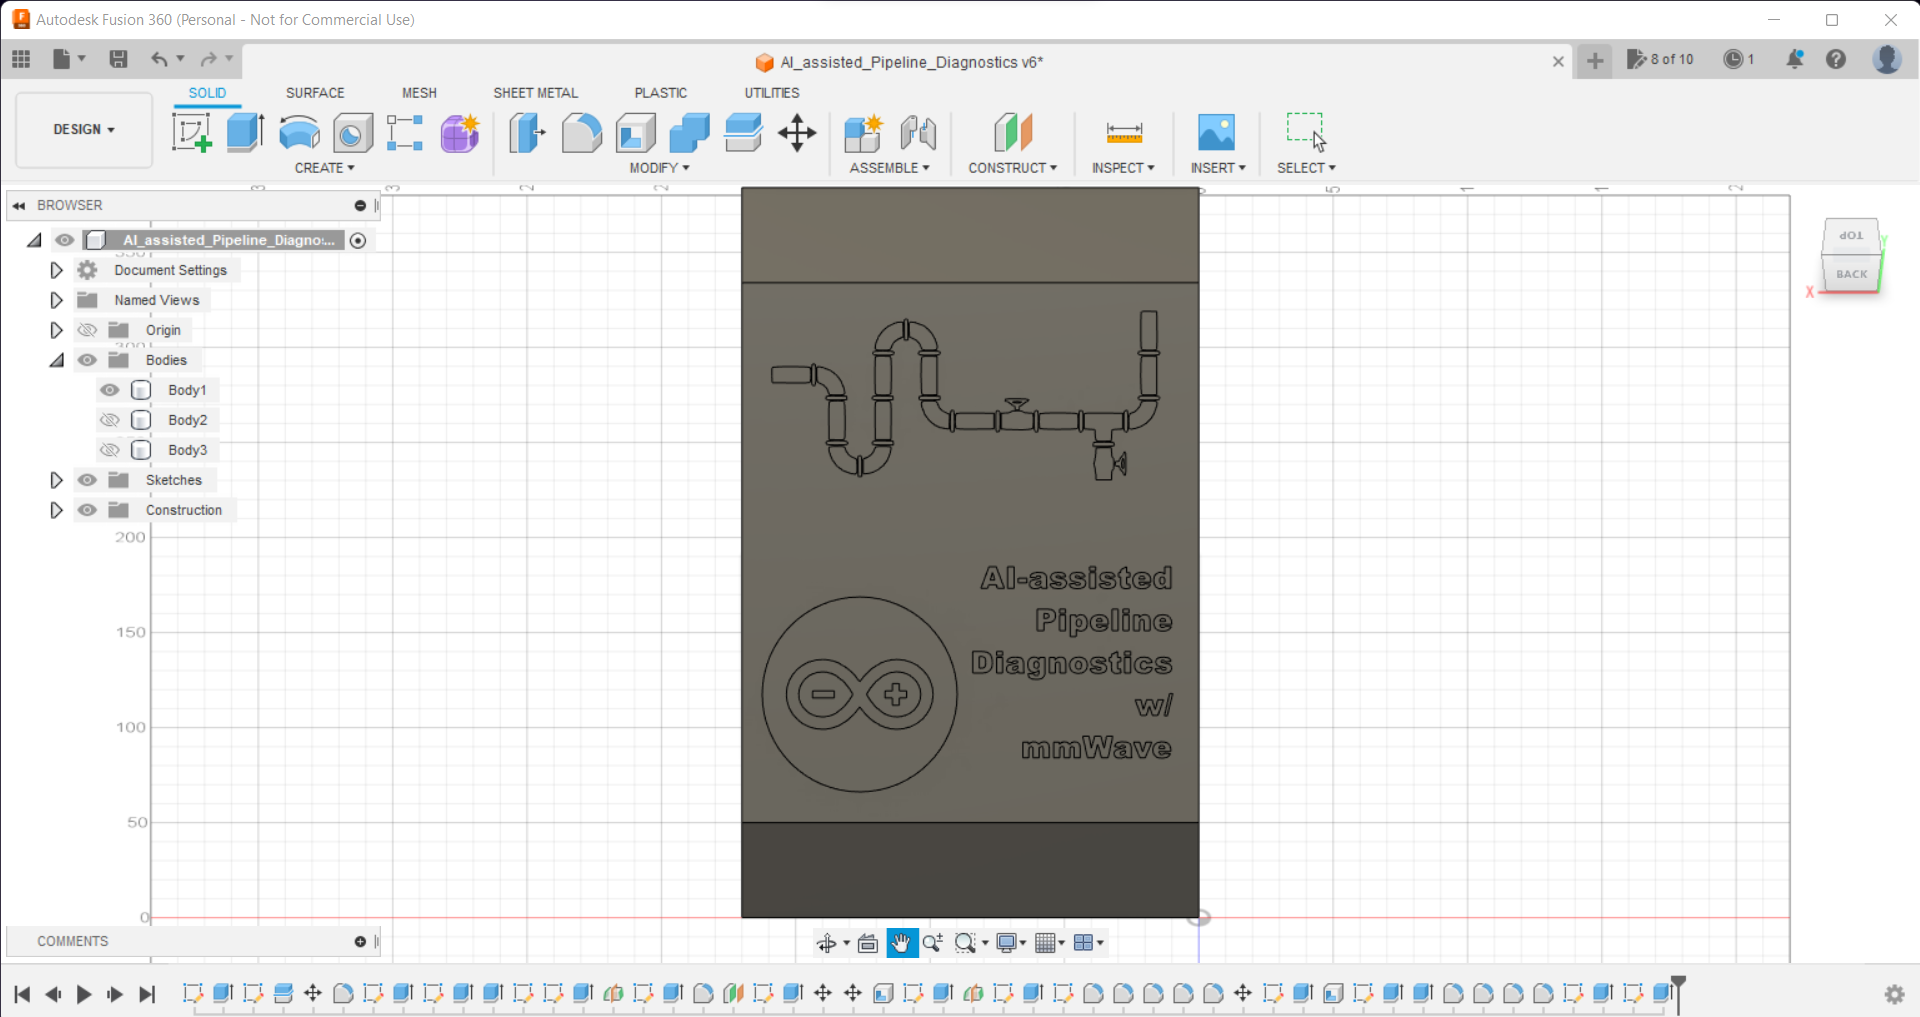 Autodesk Fusion 360 (Personal - Not for Commercial Use)
AI_assisted_Pipeline_Diagnostics v6*
8 of 10
1
DESIGN
SOLID
SURFACE
MESH
SHEET METAL
PLASTIC
UTILITIES
CREATE
MODIFY
ASSEMBLE
CONSTRUCT
INSPECT
INSERT
SELECT
BROWSER
AI_assisted_Pipeline_Diagno:...
Document Settings
Named Views
Origin
Bodies
Body1
Body2
Body3
Sketches
Construction
200
150
100
50
0
TOP
BACK
X
Y
AI-assisted
Pipeline
Diagnostics
w/
mmWave
COMMENTS